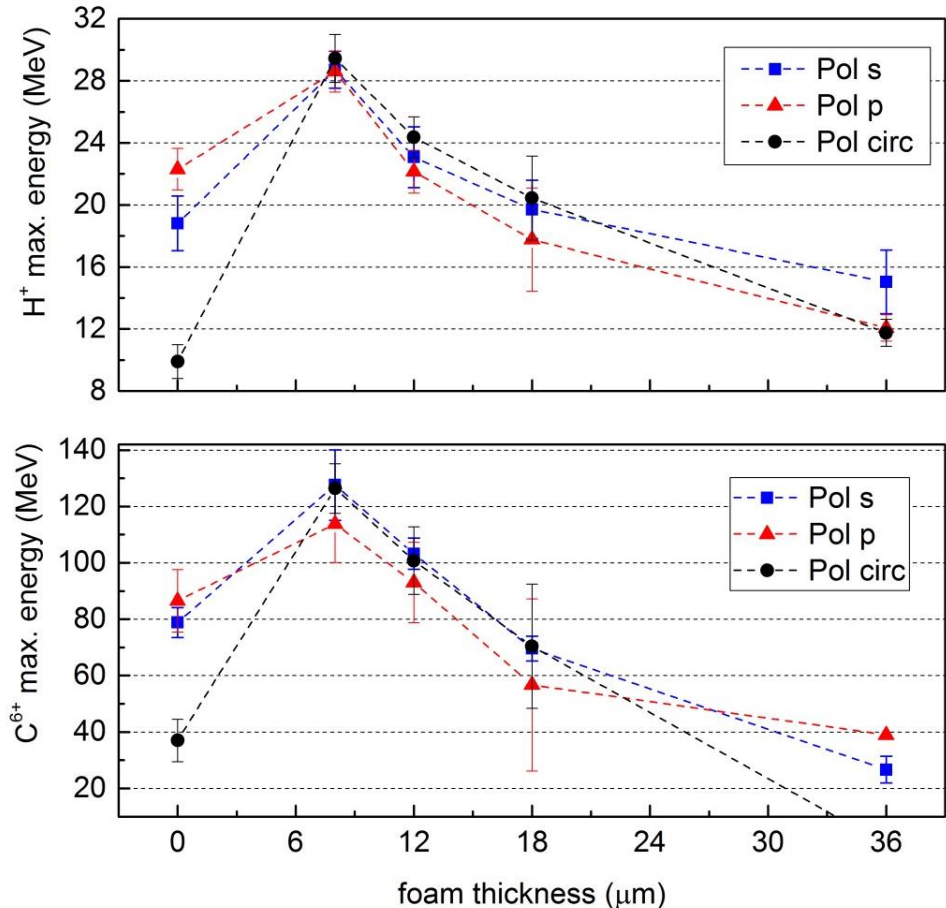 H⁺ max. energy (MeV)
32
28
24
20
16
12
8
Pol s
Pol p
Pol circ
C⁶⁺ max. energy (MeV)
140
120
100
80
60
40
20
Pol s
Pol p
Pol circ
0 6 12 18 24 30 36
foam thickness (μm)